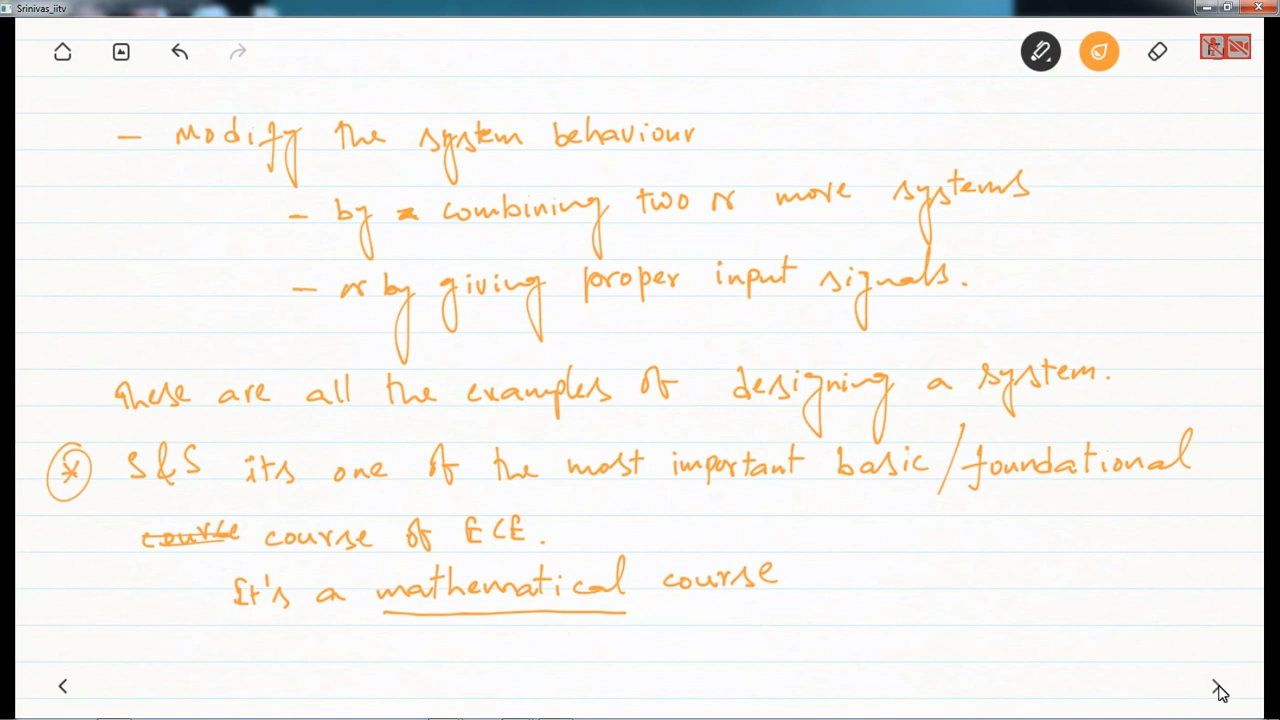 Srinivas_iitv
- Modify the system behaviour
- by combining two or more systems
- or by giving proper input signals.
These are all the examples of designing a system.
* S&S its one of the most important basic/foundational
course course of ECE.
It's a mathematical course